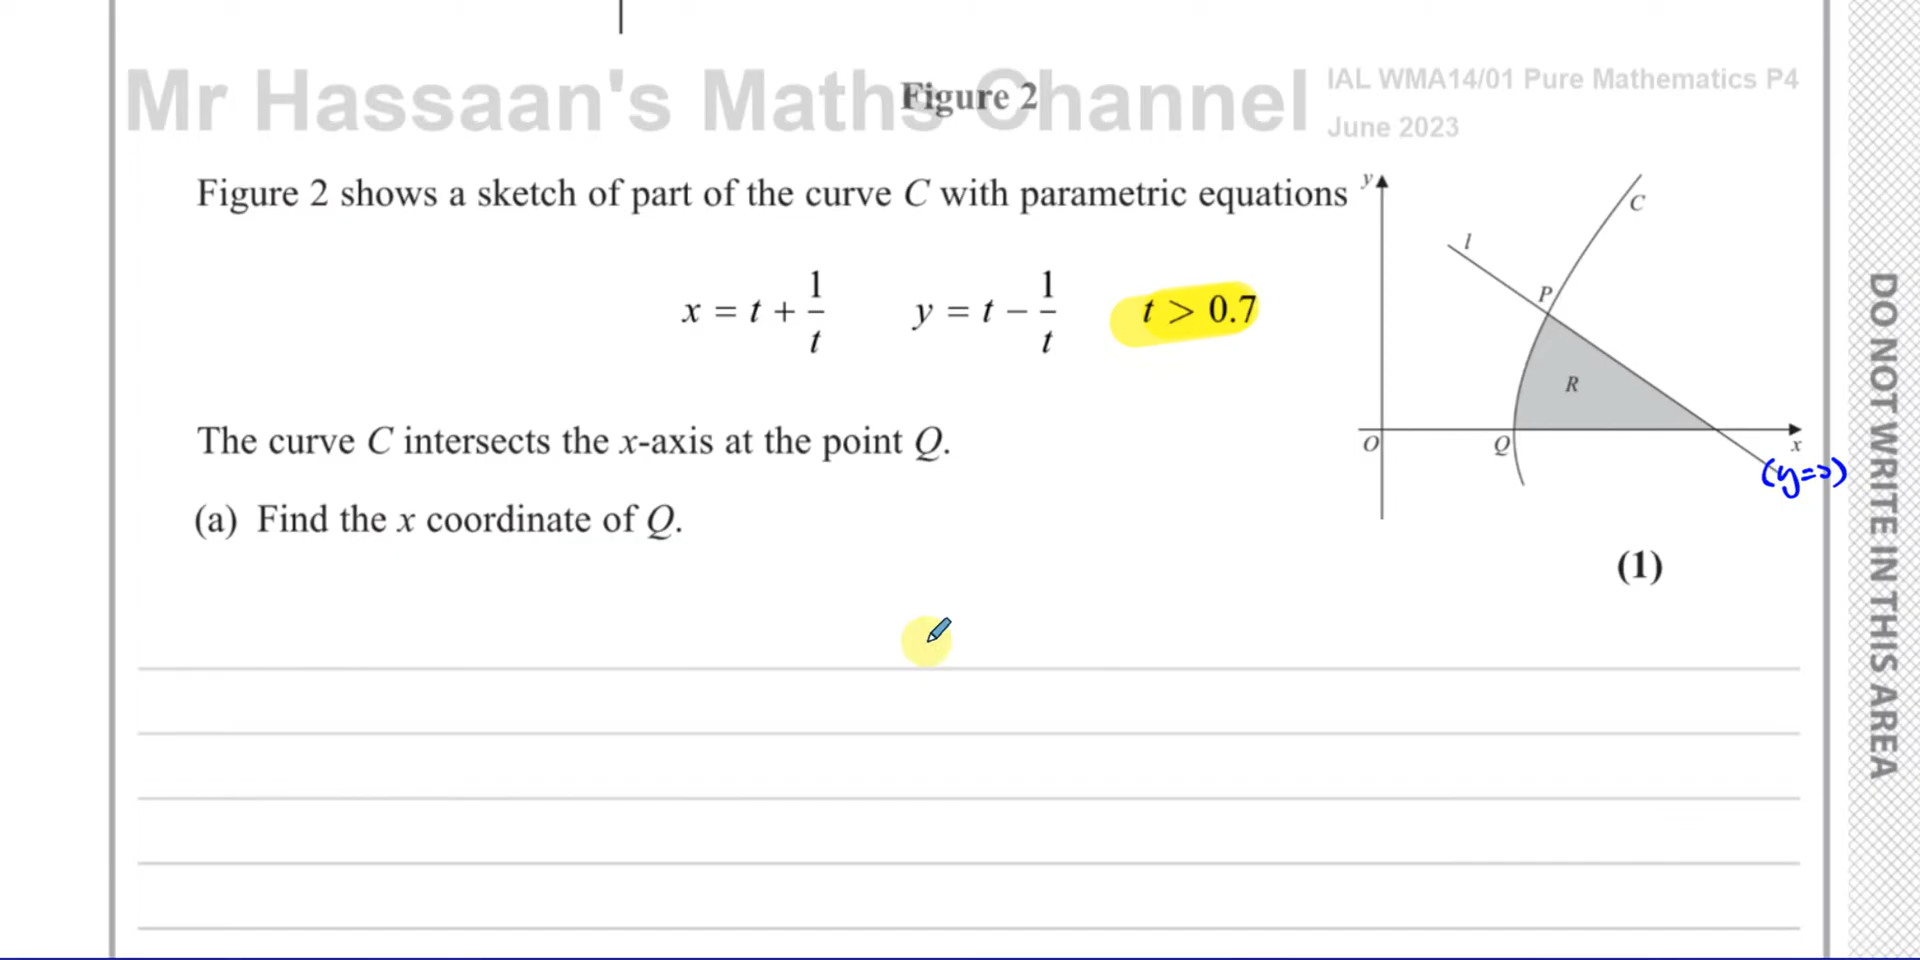 Mr Hassaan's Maths Channel
Figure 2
IAL WMA14/01 Pure Mathematics P4
June 2023
Figure 2 shows a sketch of part of the curve C with parametric equations
x = t + 1/t    y = t − 1/t    t > 0.7
y
C
l
P
R
O
Q
x
(y=0)
The curve C intersects the x-axis at the point Q.
(a) Find the x coordinate of Q.
(1)
DO NOT WRITE IN THIS AREA